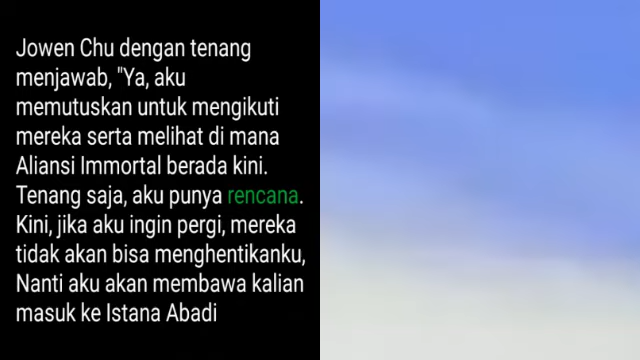 Jowen Chu dengan tenang
menjawab, "Ya, aku
memutuskan untuk mengikuti
mereka serta melihat di mana
Aliansi Immortal berada kini.
Tenang saja, aku punya rencana.
Kini, jika aku ingin pergi, mereka
tidak akan bisa menghentikanku,
Nanti aku akan membawa kalian
masuk ke Istana Abadi